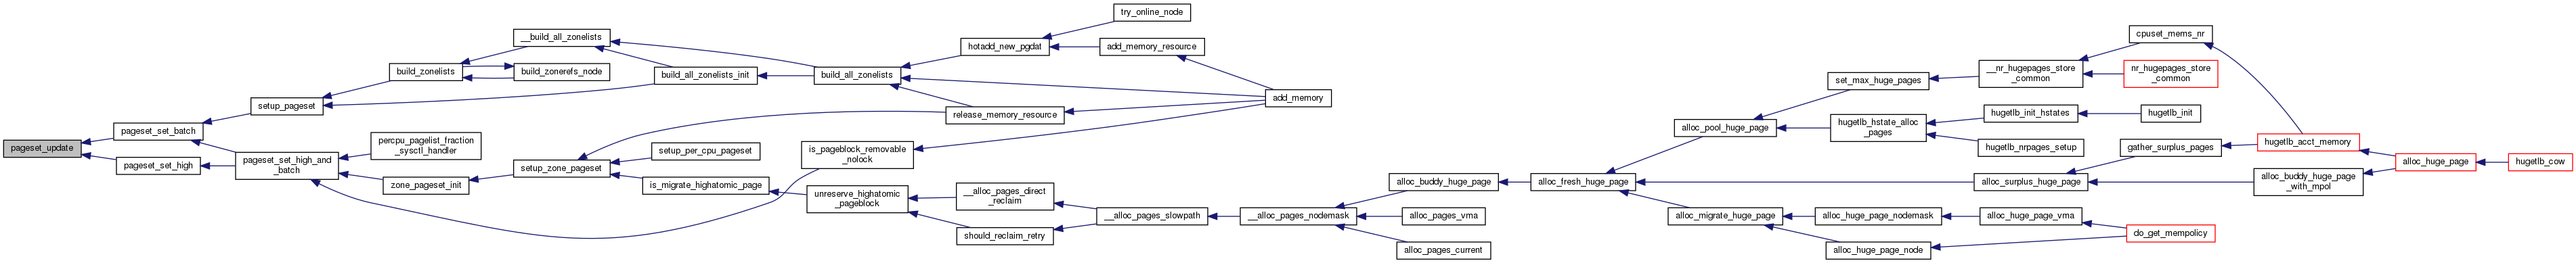 pageset_update
pageset_set_batch
pageset_set_high
setup_pageset
pageset_set_high_and
_batch
build_zonelists
percpu_pagelist_fraction
_sysctl_handler
zone_pageset_init
__build_all_zonelists
build_zonerefs_node
setup_zone_pageset
build_all_zonelists_init
setup_per_cpu_pageset
is_migrate_highatomic_page
build_all_zonelists
is_pageblock_removable
_nolock
unreserve_highatomic
_pageblock
hotadd_new_pgdat
release_memory_resource
__alloc_pages_direct
_reclaim
should_reclaim_retry
try_online_node
add_memory_resource
__alloc_pages_slowpath
add_memory
__alloc_pages_nodemask
alloc_buddy_huge_page
alloc_pages_vma
alloc_pages_current
alloc_fresh_huge_page
alloc_pool_huge_page
alloc_migrate_huge_page
set_max_huge_pages
hugetlb_hstate_alloc
_pages
alloc_huge_page_nodemask
alloc_huge_page_node
__nr_hugepages_store
_common
hugetlb_init_hstates
hugetlb_nrpages_setup
alloc_surplus_huge_page
alloc_huge_page_vma
cpuset_mems_nr
nr_hugepages_store
_common
hugetlb_init
gather_surplus_pages
do_get_mempolicy
hugetlb_acct_memory
alloc_buddy_huge_page
_with_mpol
alloc_huge_page
hugetlb_cow